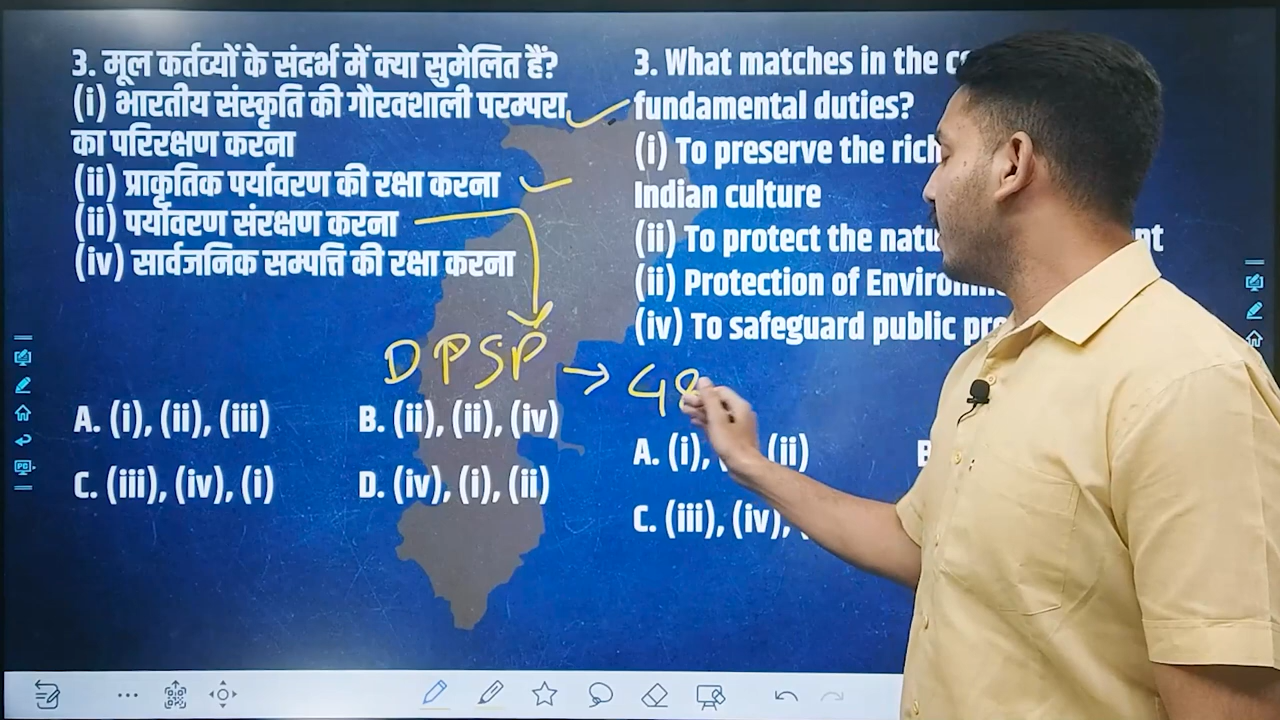 3. मूल कर्तव्यों के संदर्भ में क्या सुमेलित हैं?
(i) भारतीय संस्कृति की गौरवशाली परम्परा
का परिरक्षण करना
(ii) प्राकृतिक पर्यावरण की रक्षा करना
(ii) पर्यावरण संरक्षण करना
(iv) सार्वजनिक सम्पत्ति की रक्षा करना
DPSP → 48
A. (i), (ii), (iii) B. (ii), (ii), (iv)
C. (iii), (iv), (i) D. (iv), (i), (ii)
3. What matches in the
fundamental duties?
(i) To preserve the rich
Indian culture
(ii) To protect the
(ii) Protection of
(iv) To safeguard public
A. (i), (ii)
C. (iii), (iv),
PC